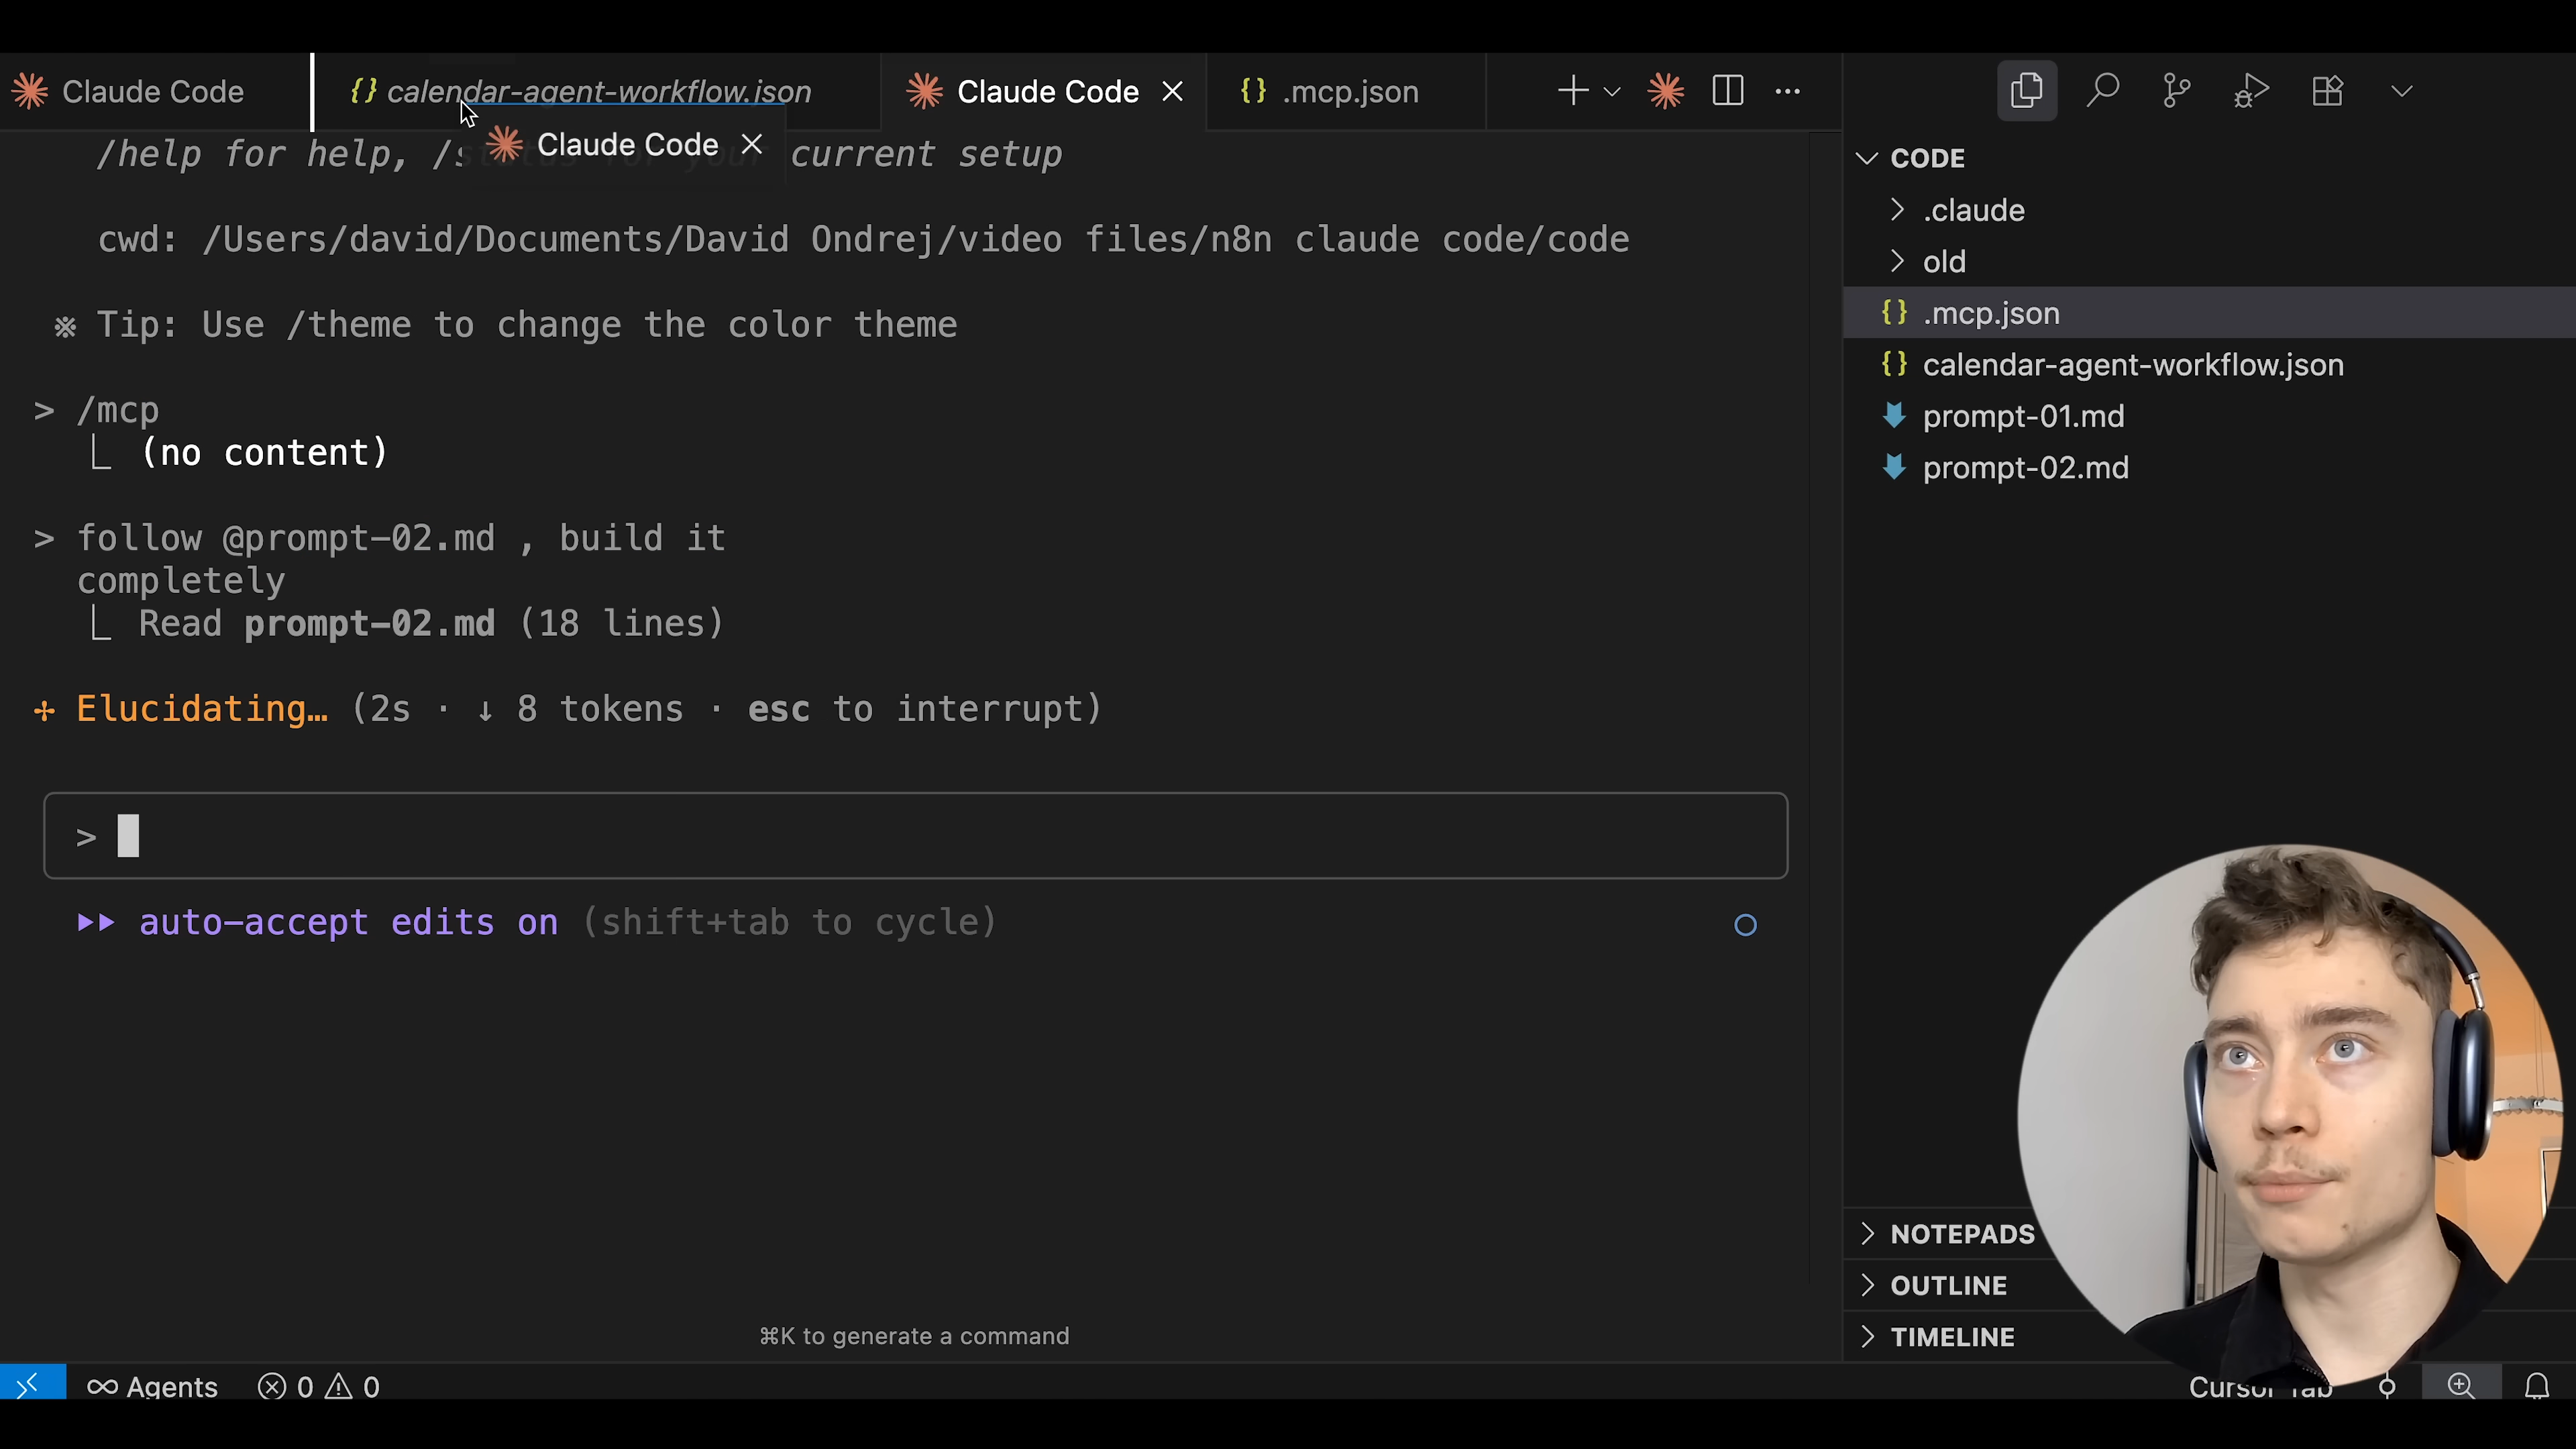 Claude Code
calendar-agent-workflow.json
Claude Code
.mcp.json
Claude Code
/help for help, /status for your current setup
cwd: /Users/david/Documents/David Ondrej/video files/n8n claude code/code
※ Tip: Use /theme to change the color theme
> /mcp
(no content)
> follow @prompt-02.md , build it
completely
Read prompt-02.md (18 lines)
Elucidating… (2s · ↓ 8 tokens · esc to interrupt)
>
auto-accept edits on (shift+tab to cycle)
⌘K to generate a command
Agents 0 0
CODE
.claude
old
.mcp.json
calendar-agent-workflow.json
prompt-01.md
prompt-02.md
NOTEPADS
OUTLINE
TIMELINE
Cursor Tab